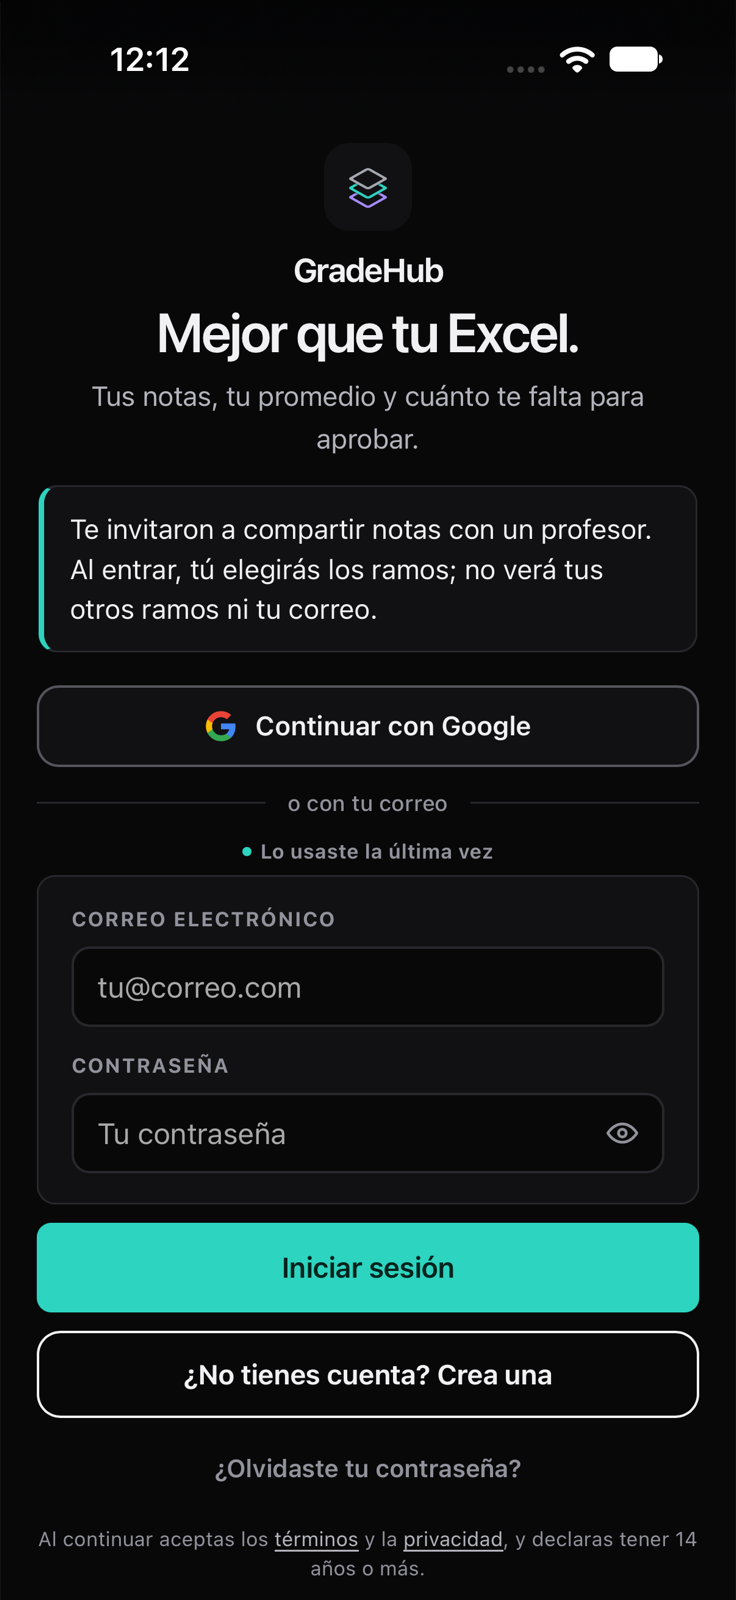 12:12
GradeHub
Mejor que tu Excel.
Tus notas, tu promedio y cuánto te falta para
aprobar.
Te invitaron a compartir notas con un profesor.
Al entrar, tú elegirás los ramos; no verá tus
otros ramos ni tu correo.
Continuar con Google
o con tu correo
Lo usaste la última vez
CORREO ELECTRÓNICO
tu@correo.com
CONTRASEÑA
Tu contraseña
Iniciar sesión
¿No tienes cuenta? Crea una
¿Olvidaste tu contraseña?
Al continuar aceptas los términos y la privacidad, y declaras tener 14
años o más.